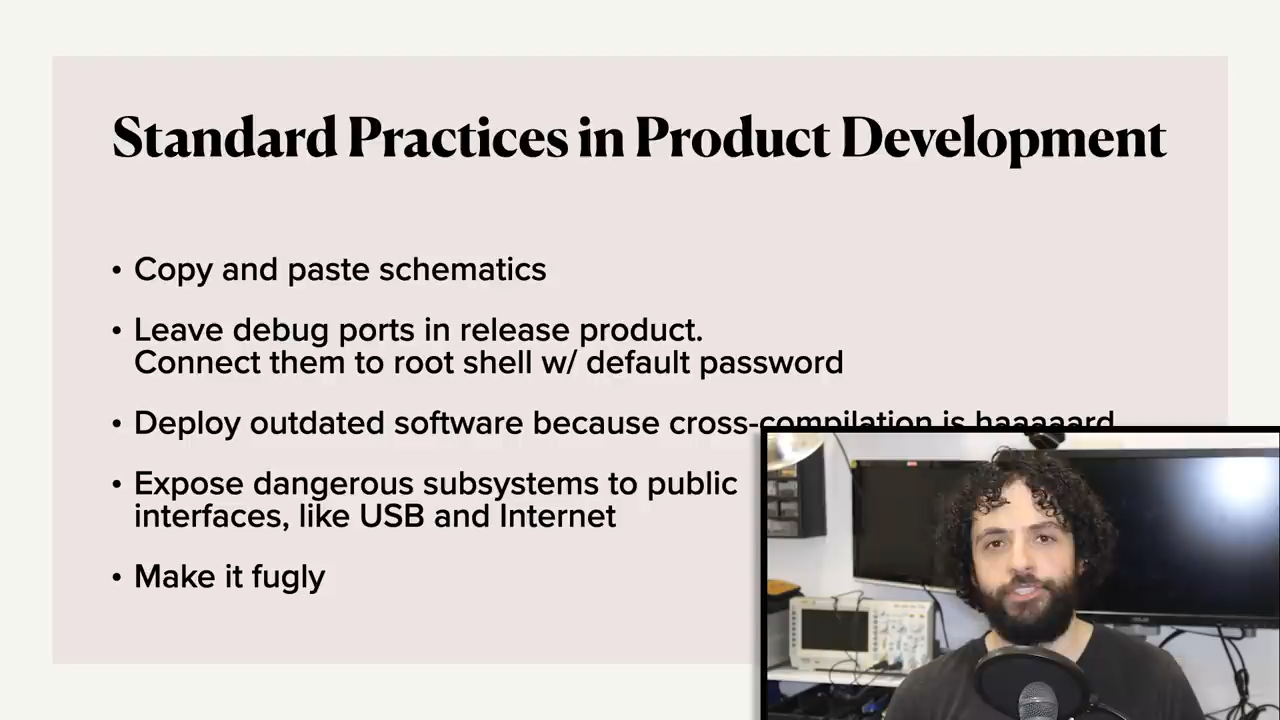 Standard Practices in Product Development
• Copy and paste schematics
• Leave debug ports in release product.
Connect them to root shell w/ default password
• Deploy outdated software because cross-compilation is haaaaard
• Expose dangerous subsystems to public
interfaces, like USB and Internet
• Make it fugly